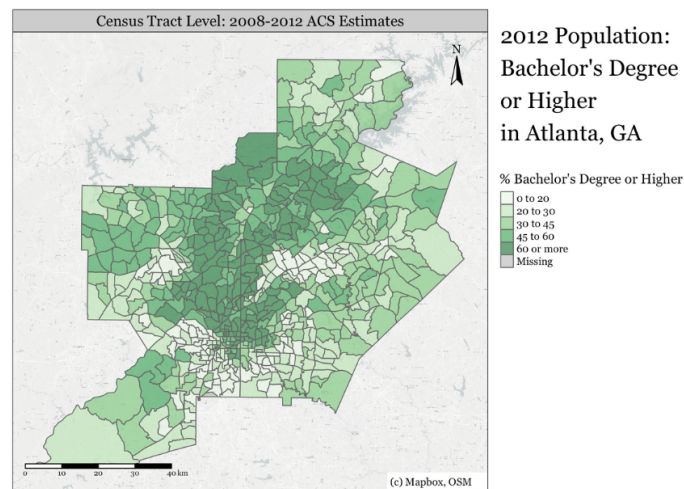 Census Tract Level: 2008-2012 ACS Estimates
N
2012 Population:
Bachelor's Degree
or Higher
in Atlanta, GA
% Bachelor's Degree or Higher
0 to 20
20 to 30
30 to 45
45 to 60
60 or more
Missing
0 10 20 30 40 km
(c) Mapbox, OSM